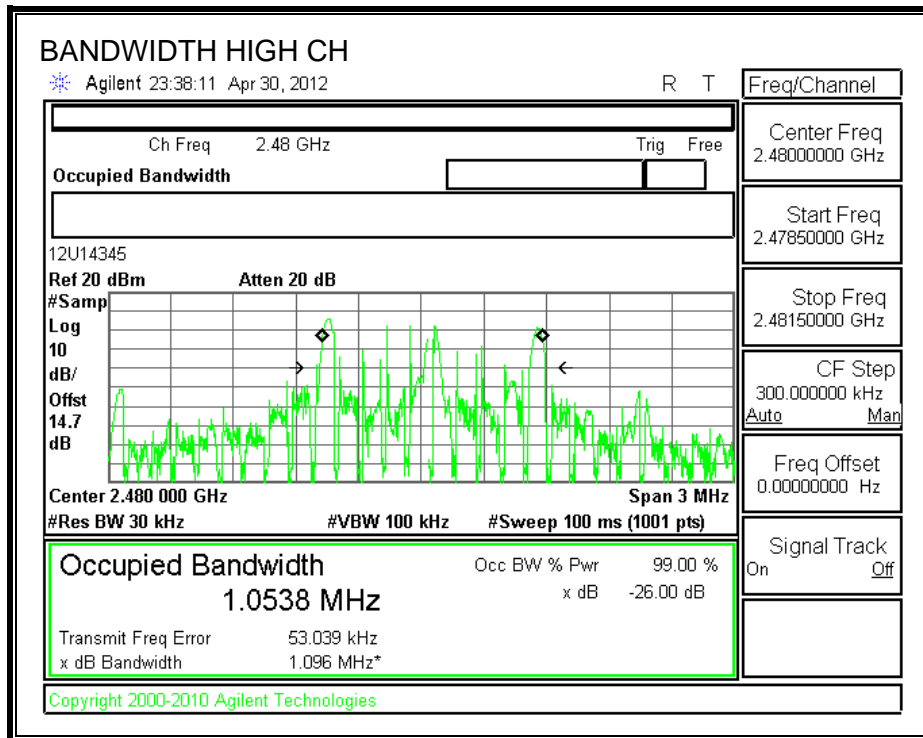 BANDWIDTH HIGH CH
Agilent 23:38:11 Apr 30, 2012 R T
Ch Freq 2.48 GHz Trig Free
Occupied Bandwidth
12U14345
Ref 20 dBm Atten 20 dB
#Samp
Log
10
dB/
Offst
14.7
dB
Center 2.480 000 GHz Span 3 MHz
#Res BW 30 kHz #VBW 100 kHz #Sweep 100 ms (1001 pts)
Occupied Bandwidth
1.0538 MHz
Occ BW % Pwr 99.00 %
x dB -26.00 dB
Transmit Freq Error 53.039 kHz
x dB Bandwidth 1.096 MHz*
Copyright 2000-2010 Agilent Technologies
Freq/Channel
Center Freq
2.48000000 GHz
Start Freq
2.47850000 GHz
Stop Freq
2.48150000 GHz
CF Step
300.000000 kHz
Auto Man
Freq Offset
0.00000000 Hz
Signal Track
On Off